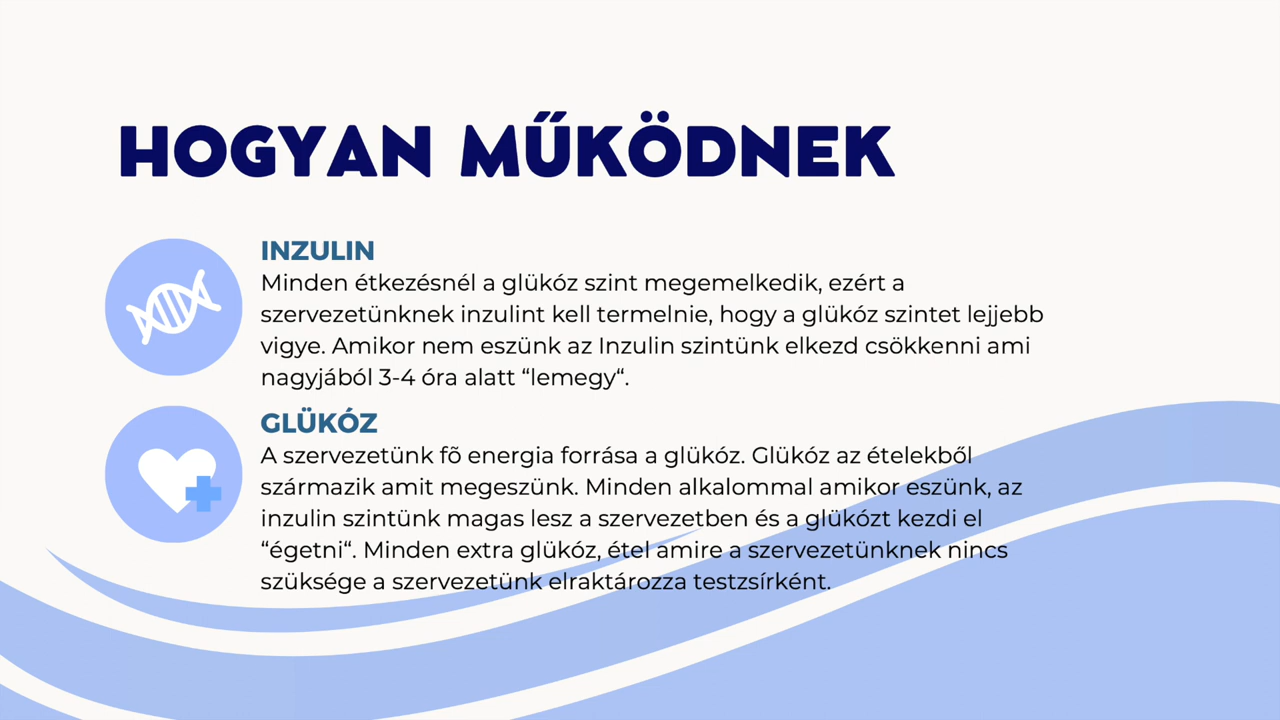 HOGYAN MŰKÖDNEK
INZULIN
Minden étkezésnél a glükóz szint megemelkedik, ezért a
szervezetünknek inzulint kell termelnie, hogy a glükóz szintet lejjebb
vigye. Amikor nem eszünk az Inzulin szintünk elkezd csökkenni ami
nagyjából 3-4 óra alatt “lemegy“.
GLÜKÓZ
A szervezetünk fõ energia forrása a glükóz. Glükóz az ételekből
származik amit megeszünk. Minden alkalommal amikor eszünk, az
inzulin szintünk magas lesz a szervezetben és a glükózt kezdi el
“égetni“. Minden extra glükóz, étel amire a szervezetünknek nincs
szüksége a szervezetünk elraktározza testzsírként.